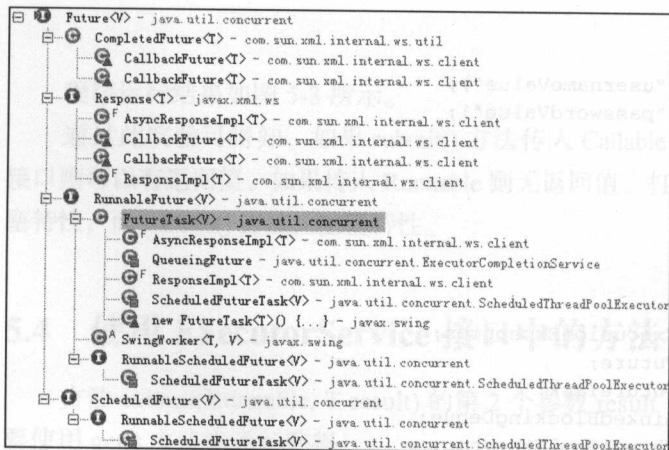 Future<V> - java.util.concurrent
CompletedFuture<T> - com.sun.xml.internal.ws.util
CallbackFuture<T> - com.sun.xml.internal.ws.client
CallbackFuture<T> - com.sun.xml.internal.ws.client
Response<T> - javax.xml.ws
F AsyncResponseImpl<T> - com.sun.xml.internal.ws.client
CallbackFuture<T> - com.sun.xml.internal.ws.client
CallbackFuture<T> - com.sun.xml.internal.ws.client
F ResponseImpl<T> - com.sun.xml.internal.ws.client
RunnableFuture<V> - java.util.concurrent
FutureTask<V> - java.util.concurrent
F AsyncResponseImpl<T> - com.sun.xml.internal.ws.client
QueueingFuture - java.util.concurrent.ExecutorCompletionService
F ResponseImpl<T> - com.sun.xml.internal.ws.client
ScheduledFutureTask<V> - java.util.concurrent.ScheduledThreadPoolExecutor
new FutureTask<T>() {...} - javax.swing
A SwingWorker<T, V> - javax.swing
RunnableScheduledFuture<V> - java.util.concurrent
ScheduledFutureTask<V> - java.util.concurrent.ScheduledThreadPoolExecutor
ScheduledFuture<V> - java.util.concurrent
RunnableScheduledFuture<V> - java.util.concurrent
ScheduledFutureTask<V> - java.util.concurrent.ScheduledThreadPoolExecutor